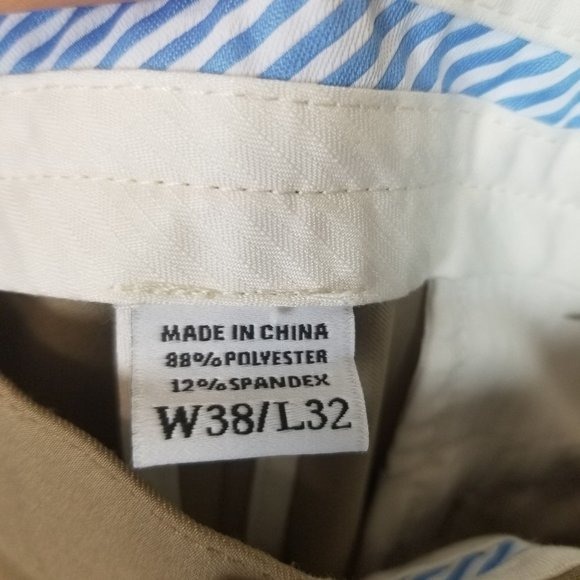 MADE IN CHINA
88%POLYESTER
12%SPANDEX
W38/L32